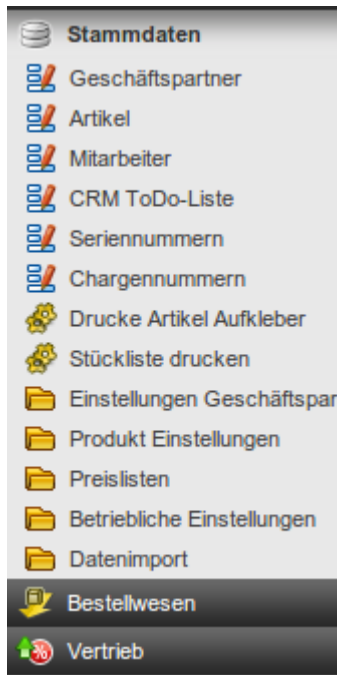 Stammdaten
Geschäftspartner
Artikel
Mitarbeiter
CRM ToDo-Liste
Seriennummern
Chargennummern
Drucke Artikel Aufkleber
Stückliste drucken
Einstellungen Geschäftspar
Produkt Einstellungen
Preislisten
Betriebliche Einstellungen
Datenimport
Bestellwesen
Vertrieb